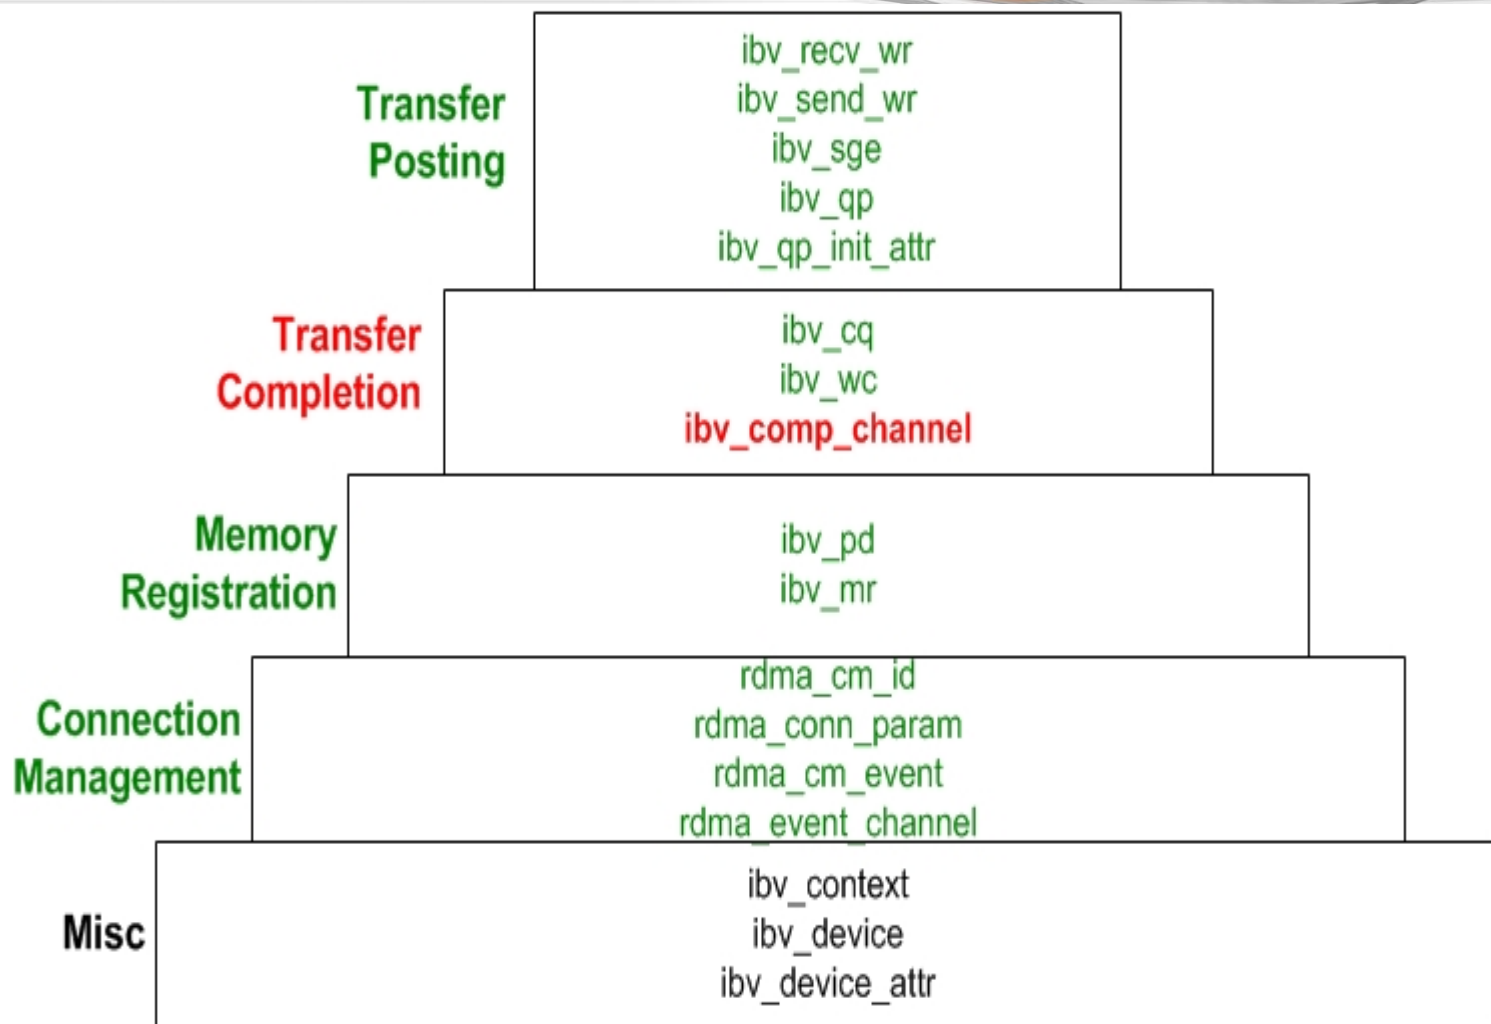 Transfer
Posting
ibv_recv_wr
ibv_send_wr
ibv_sge
ibv_qp
ibv_qp_init_attr
Transfer
Completion
ibv_cq
ibv_wc
ibv_comp_channel
Memory
Registration
ibv_pd
ibv_mr
Connection
Management
rdma_cm_id
rdma_conn_param
rdma_cm_event
rdma_event_channel
Misc
ibv_context
ibv_device
ibv_device_attr